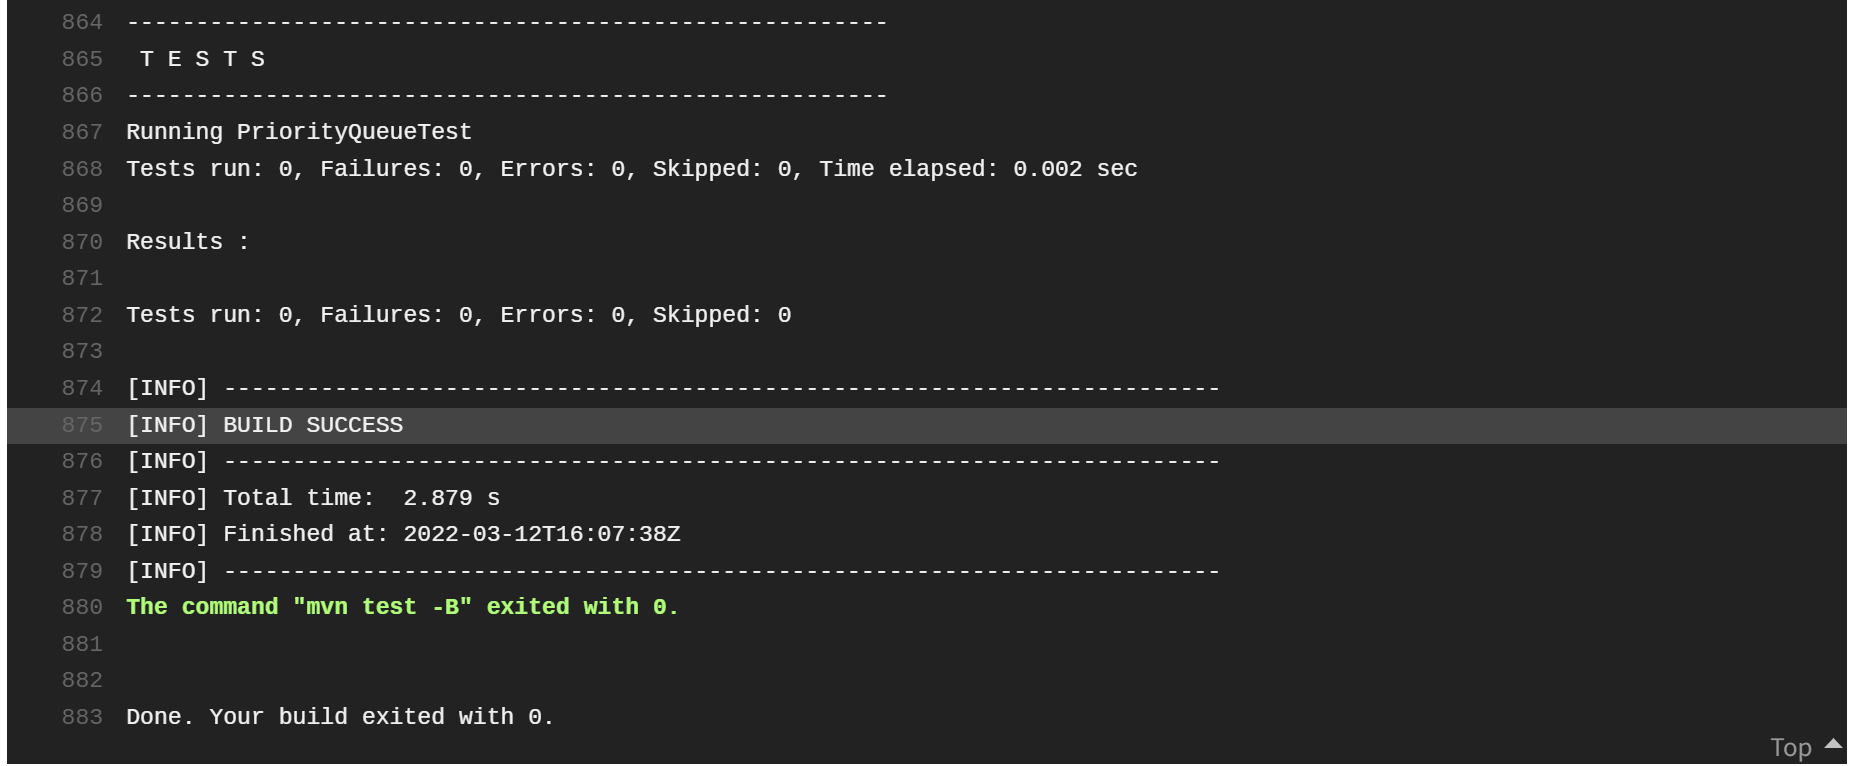 864 -------------------------------------------------------
865  T E S T S
866 -------------------------------------------------------
867 Running PriorityQueueTest
868 Tests run: 0, Failures: 0, Errors: 0, Skipped: 0, Time elapsed: 0.002 sec
869
870 Results :
871
872 Tests run: 0, Failures: 0, Errors: 0, Skipped: 0
873
874 [INFO] ------------------------------------------------------------------------
875 [INFO] BUILD SUCCESS
876 [INFO] ------------------------------------------------------------------------
877 [INFO] Total time:  2.879 s
878 [INFO] Finished at: 2022-03-12T16:07:38Z
879 [INFO] ------------------------------------------------------------------------
880 The command "mvn test -B" exited with 0.
881
882
883 Done. Your build exited with 0.
Top